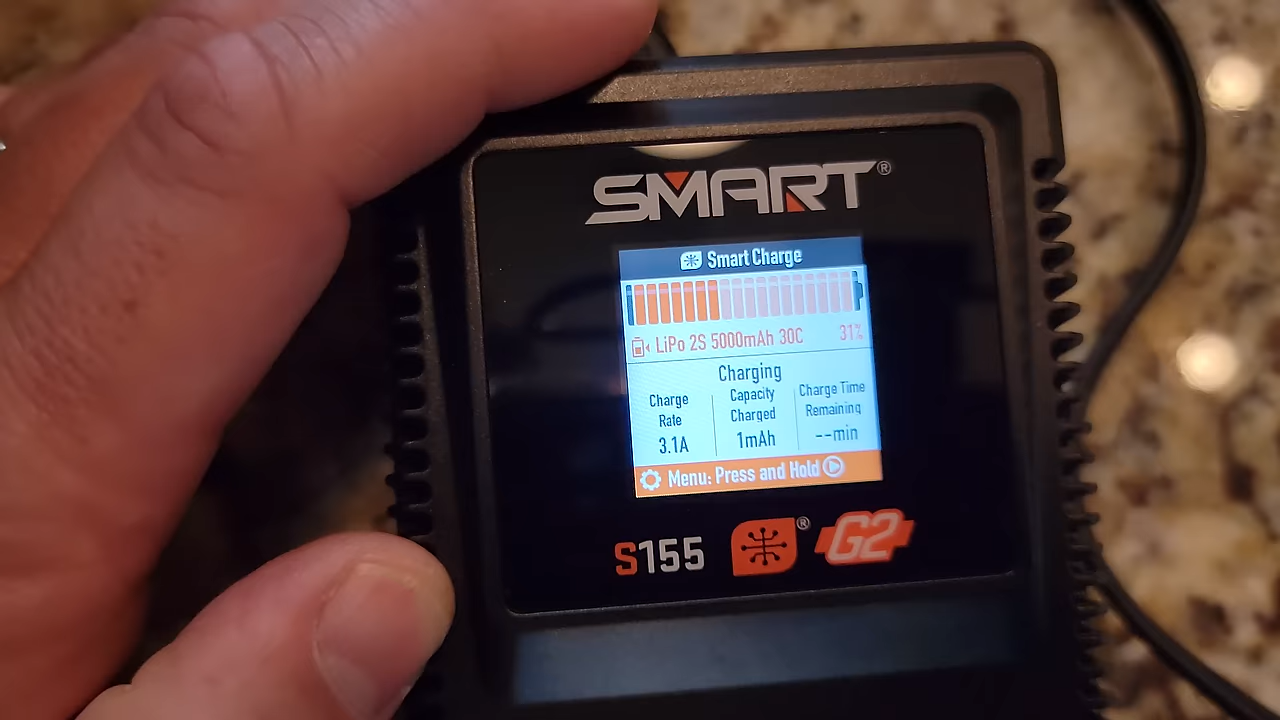 SMART®
Smart Charge
LiPo 2S 5000mAh 30C 31%
Charging
Charge Rate
3.1A
Capacity Charged
1mAh
Charge Time Remaining
--min
Menu: Press and Hold
S155 ® G2